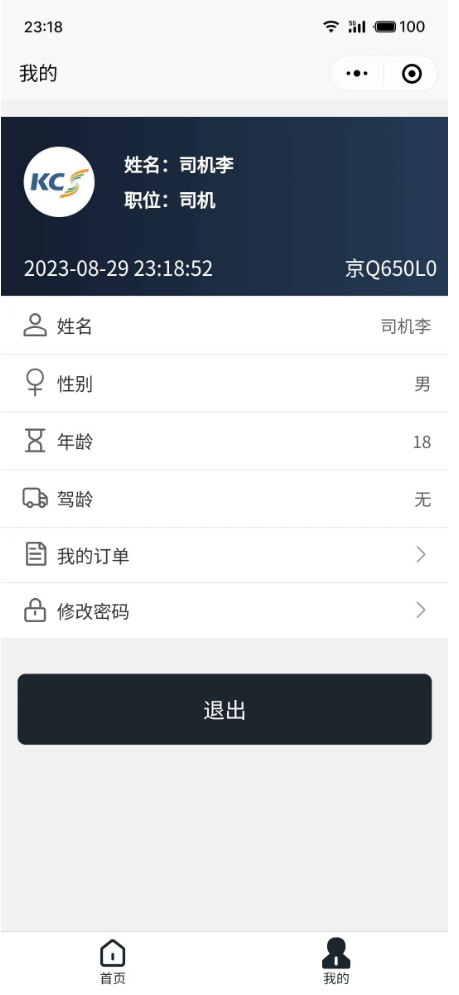 23:18
5G 100
我的
KCS
姓名：司机李
职位：司机
2023-08-29 23:18:52 京Q650L0
姓名 司机李
性别 男
年龄 18
驾龄 无
我的订单
修改密码
退出
首页 我的